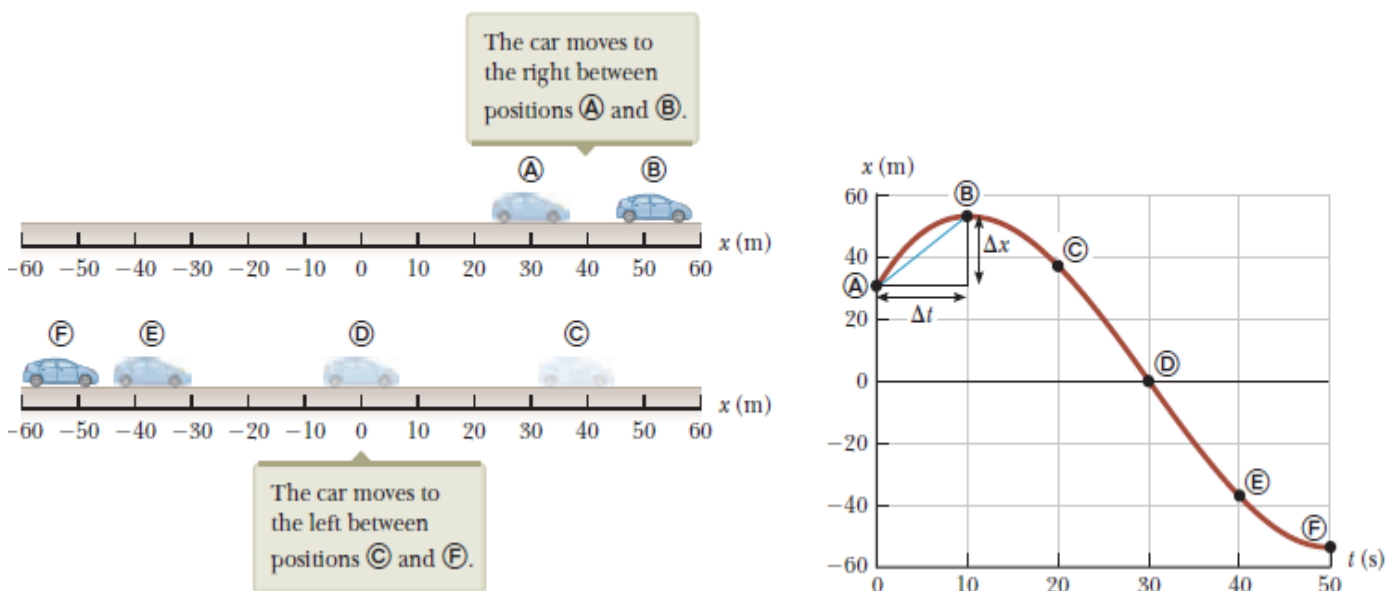 The car moves to
the right between
positions Ⓐ and Ⓑ.
Ⓐ Ⓑ
x (m)
−60 −50 −40 −30 −20 −10 0 10 20 30 40 50 60
Ⓕ Ⓔ Ⓓ Ⓒ
x (m)
−60 −50 −40 −30 −20 −10 0 10 20 30 40 50 60
The car moves to
the left between
positions Ⓒ and Ⓕ.
x (m)
60
Ⓑ
Δx
Ⓒ
40
Ⓐ
Δt
20
Ⓓ
0
−20
Ⓔ
−40
Ⓕ
−60
t (s)
0 10 20 30 40 50